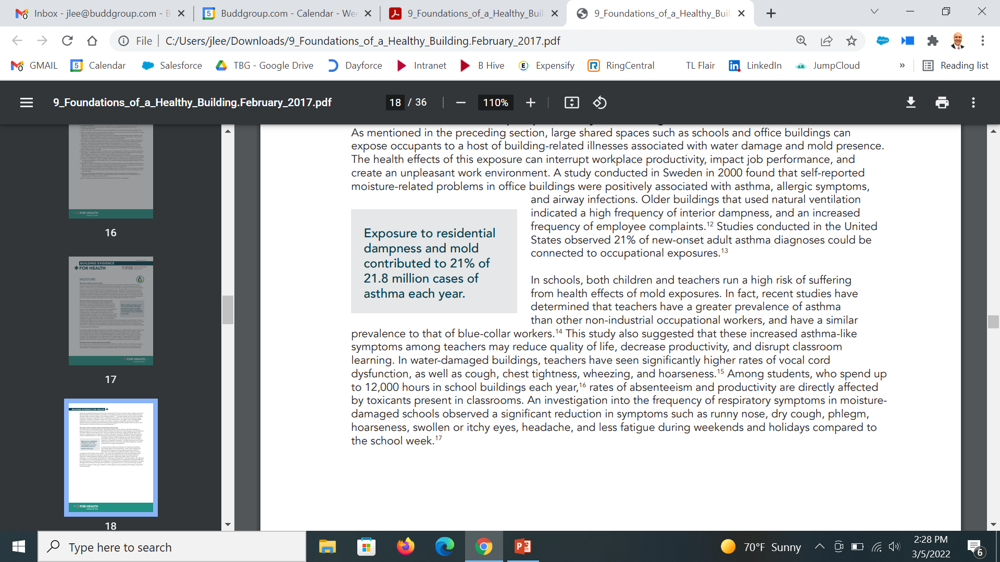 Inbox - jlee@buddgroup.com - B
Buddgroup.com - Calendar - We
9_Foundations_of_a_Healthy_Buil
9_Foundations_of_a_Healthy_Buil
File
C:/Users/jlee/Downloads/9_Foundations_of_a_Healthy_Building.February_2017.pdf
GMAIL
5 Calendar
Salesforce
TBG - Google Drive
Dayforce
Intranet
B Hive
Expensify
RingCentral
TL Flair
LinkedIn
JumpCloud
»
Reading list
9_Foundations_of_a_Healthy_Building.February_2017.pdf
18 / 36
110%
As mentioned in the preceding section, large shared spaces such as schools and office buildings can
expose occupants to a host of building-related illnesses associated with water damage and mold presence.
The health effects of this exposure can interrupt workplace productivity, impact job performance, and
create an unpleasant work environment. A study conducted in Sweden in 2000 found that self-reported
moisture-related problems in office buildings were positively associated with asthma, allergic symptoms,
and airway infections. Older buildings that used natural ventilation
indicated a high frequency of interior dampness, and an increased
frequency of employee complaints.12 Studies conducted in the United
States observed 21% of new-onset adult asthma diagnoses could be
connected to occupational exposures.13
Exposure to residential
dampness and mold
contributed to 21% of
21.8 million cases of
asthma each year.
In schools, both children and teachers run a high risk of suffering
from health effects of mold exposures. In fact, recent studies have
determined that teachers have a greater prevalence of asthma
than other non-industrial occupational workers, and have a similar
prevalence to that of blue-collar workers.14 This study also suggested that these increased asthma-like
symptoms among teachers may reduce quality of life, decrease productivity, and disrupt classroom
learning. In water-damaged buildings, teachers have seen significantly higher rates of vocal cord
dysfunction, as well as cough, chest tightness, wheezing, and hoarseness.15 Among students, who spend up
to 12,000 hours in school buildings each year,16 rates of absenteeism and productivity are directly affected
by toxicants present in classrooms. An investigation into the frequency of respiratory symptoms in moisture-
damaged schools observed a significant reduction in symptoms such as runny nose, dry cough, phlegm,
hoarseness, swollen or itchy eyes, headache, and less fatigue during weekends and holidays compared to
the school week.17
FOR HEALTH
16
BUILDING EVIDENCE
FOR HEALTH
MOISTURE
FOR HEALTH
17
BUILDING EVIDENCE FOR HEALTH
FOR HEALTH
18
Type here to search
70°F Sunny
2:28 PM
3/5/2022
6